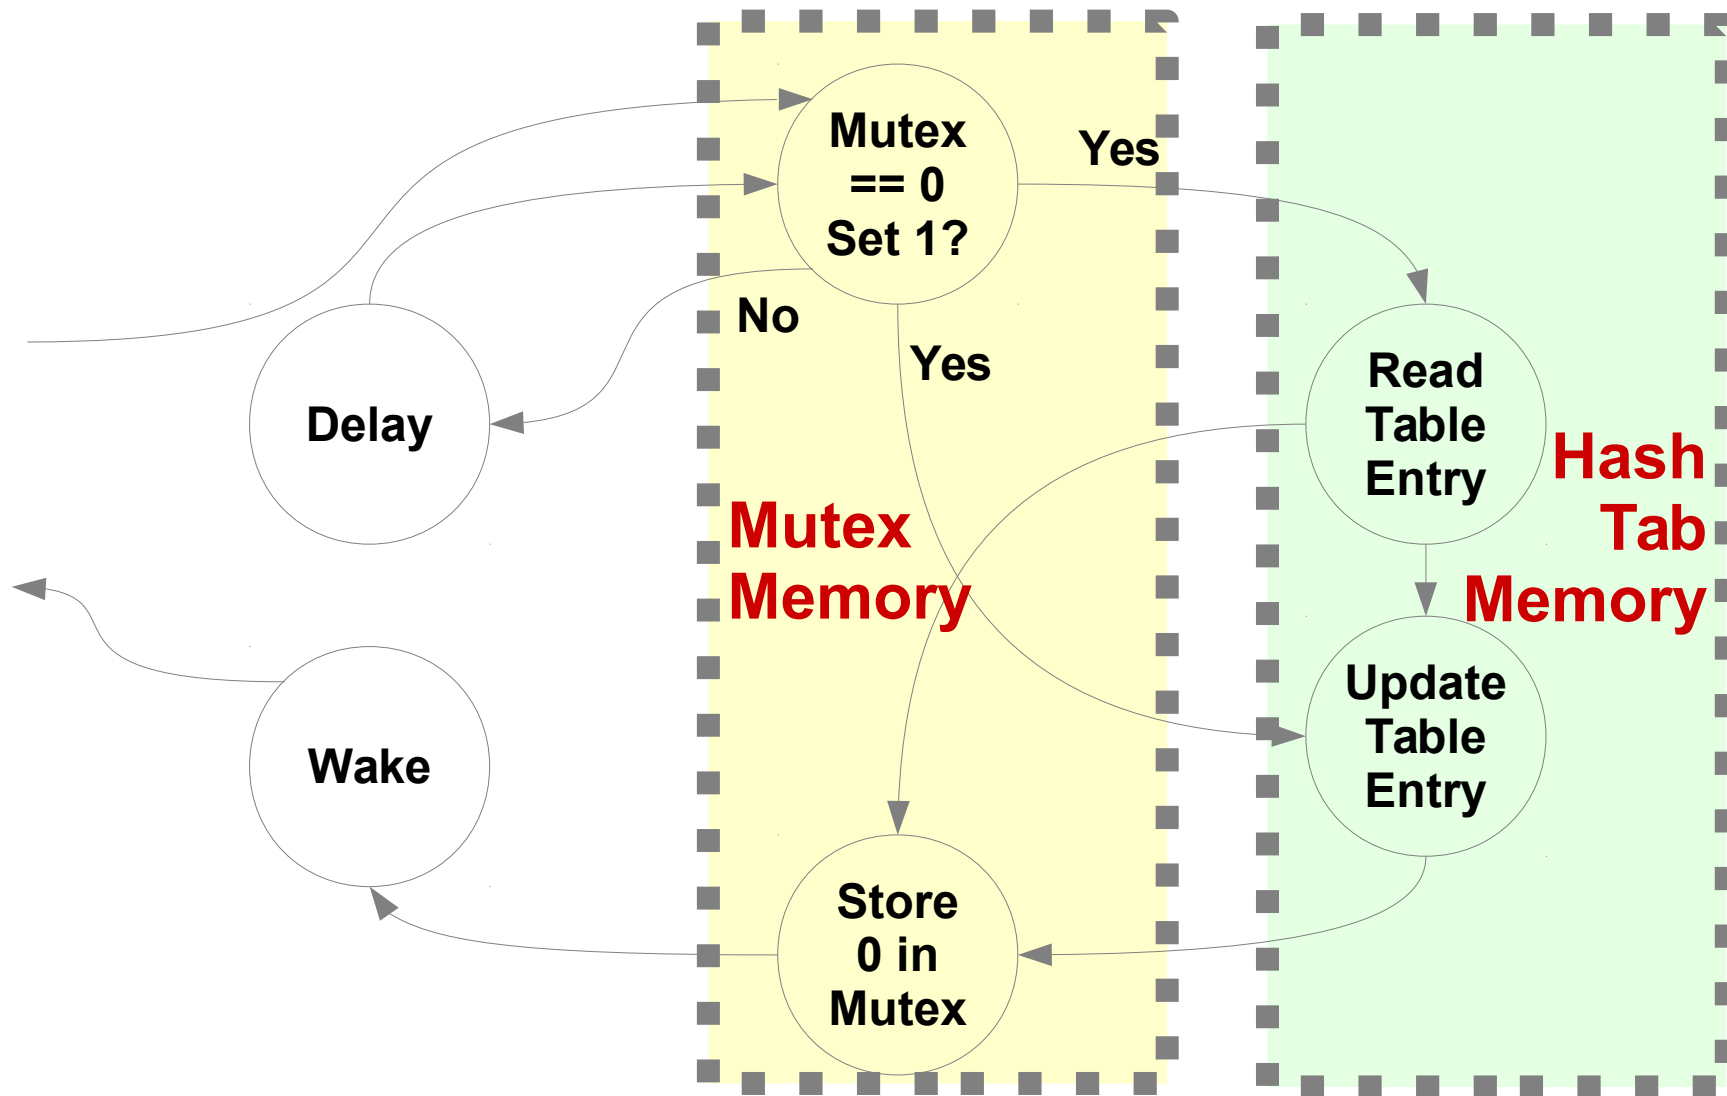 Mutex
== 0
Set 1?
Yes
No
Yes
Delay
Read
Table
Entry
Hash
Tab
Memory
Mutex
Memory
Update
Table
Entry
Wake
Store
0 in
Mutex